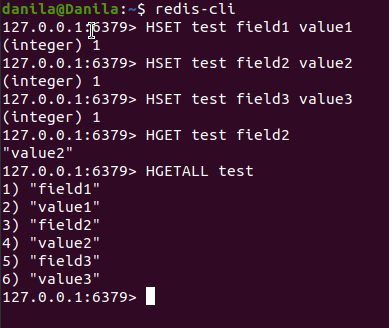 danila@Danila:~$ redis-cli
127.0.0.1:6379> HSET test field1 value1
(integer) 1
127.0.0.1:6379> HSET test field2 value2
(integer) 1
127.0.0.1:6379> HSET test field3 value3
(integer) 1
127.0.0.1:6379> HGET test field2
"value2"
127.0.0.1:6379> HGETALL test
1) "field1"
2) "value1"
3) "field2"
4) "value2"
5) "field3"
6) "value3"
127.0.0.1:6379>